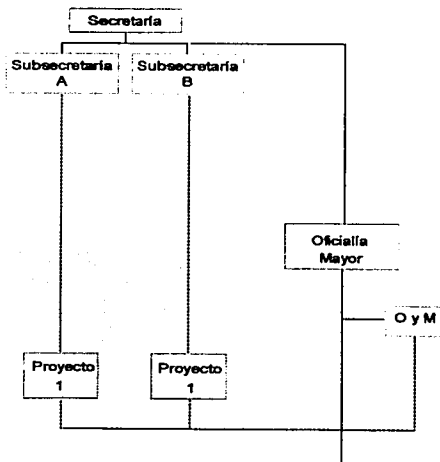 Secretaría
Subsecretaría
A
Subsecretaría
B
Oficialía
Mayor
O y M
Proyecto
1
Proyecto
1